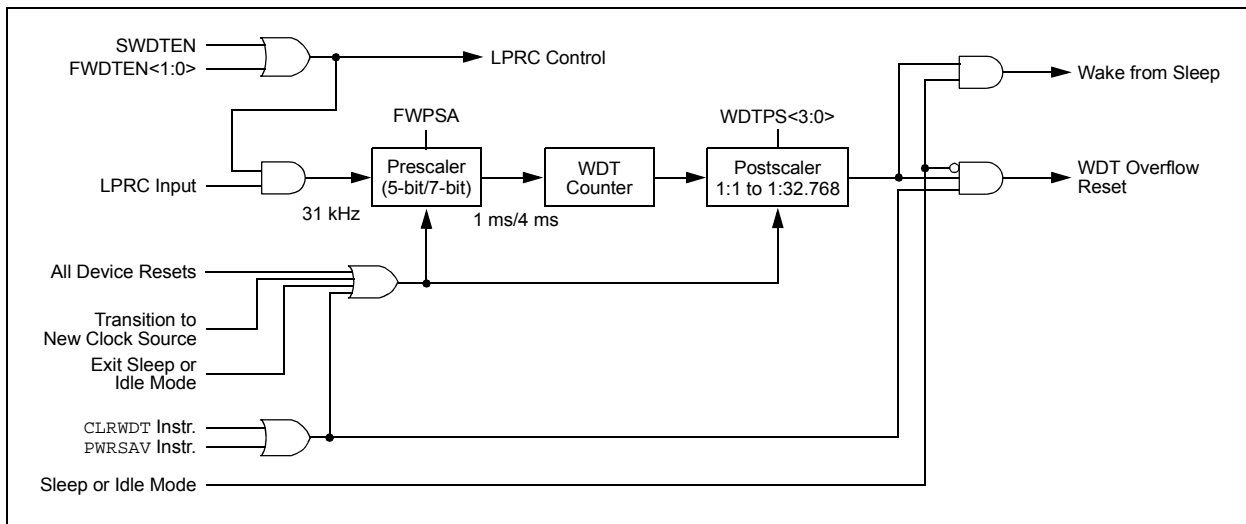 SWDTEN
FWDTEN<1:0>
LPRC Control
Wake from Sleep
FWPSA
WDTPS<3:0>
LPRC Input
Prescaler
(5-bit/7-bit)
WDT
Counter
Postscaler
1:1 to 1:32.768
WDT Overflow
Reset
31 kHz
1 ms/4 ms
All Device Resets
Transition to
New Clock Source
Exit Sleep or
Idle Mode
CLRWDT Instr.
PWRSAV Instr.
Sleep or Idle Mode